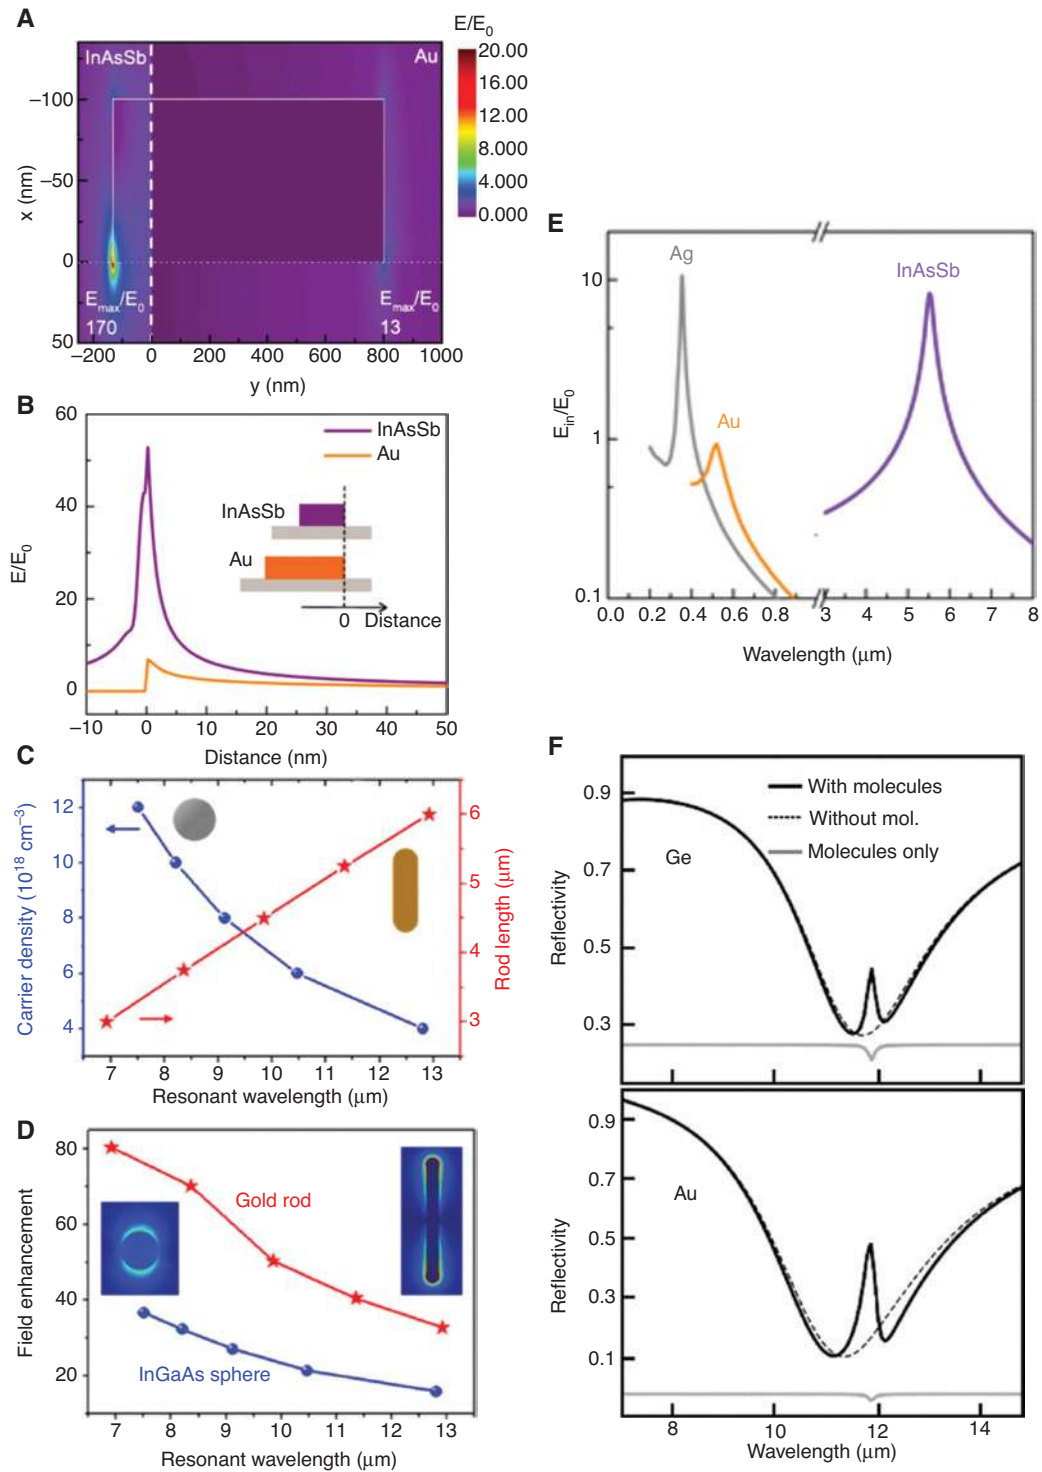 A
E/E0
InAsSb
Au
20.00
16.00
12.00
8.000
4.000
0.000
−100
−50
0
50
x (nm)
Emax/E0
170
Emax/E0
13
−200 0 200 400 600 800 1000
y (nm)
B
60
40
20
0
E/E0
InAsSb
Au
InAsSb
Au
0 Distance
−10 0 10 20 30 40 50
Distance (nm)
C
12
10
8
6
4
Carrier density (10^18 cm^−3)
6
5
4
3
Rod length (μm)
7 8 9 10 11 12 13
Resonant wavelength (μm)
D
80
60
40
20
Field enhancement
Gold rod
InGaAs sphere
7 8 9 10 11 12 13
Resonant wavelength (μm)
E
10
1
0.1
Ein/E0
Ag
Au
InAsSb
0.0 0.2 0.4 0.6 0.8 3 4 5 6 7 8
Wavelength (μm)
F
0.9
0.7
0.5
0.3
Reflectivity
With molecules
Without mol.
Molecules only
Ge
0.9
0.7
0.5
0.3
0.1
Reflectivity
Au
8 10 12 14
Wavelength (μm)